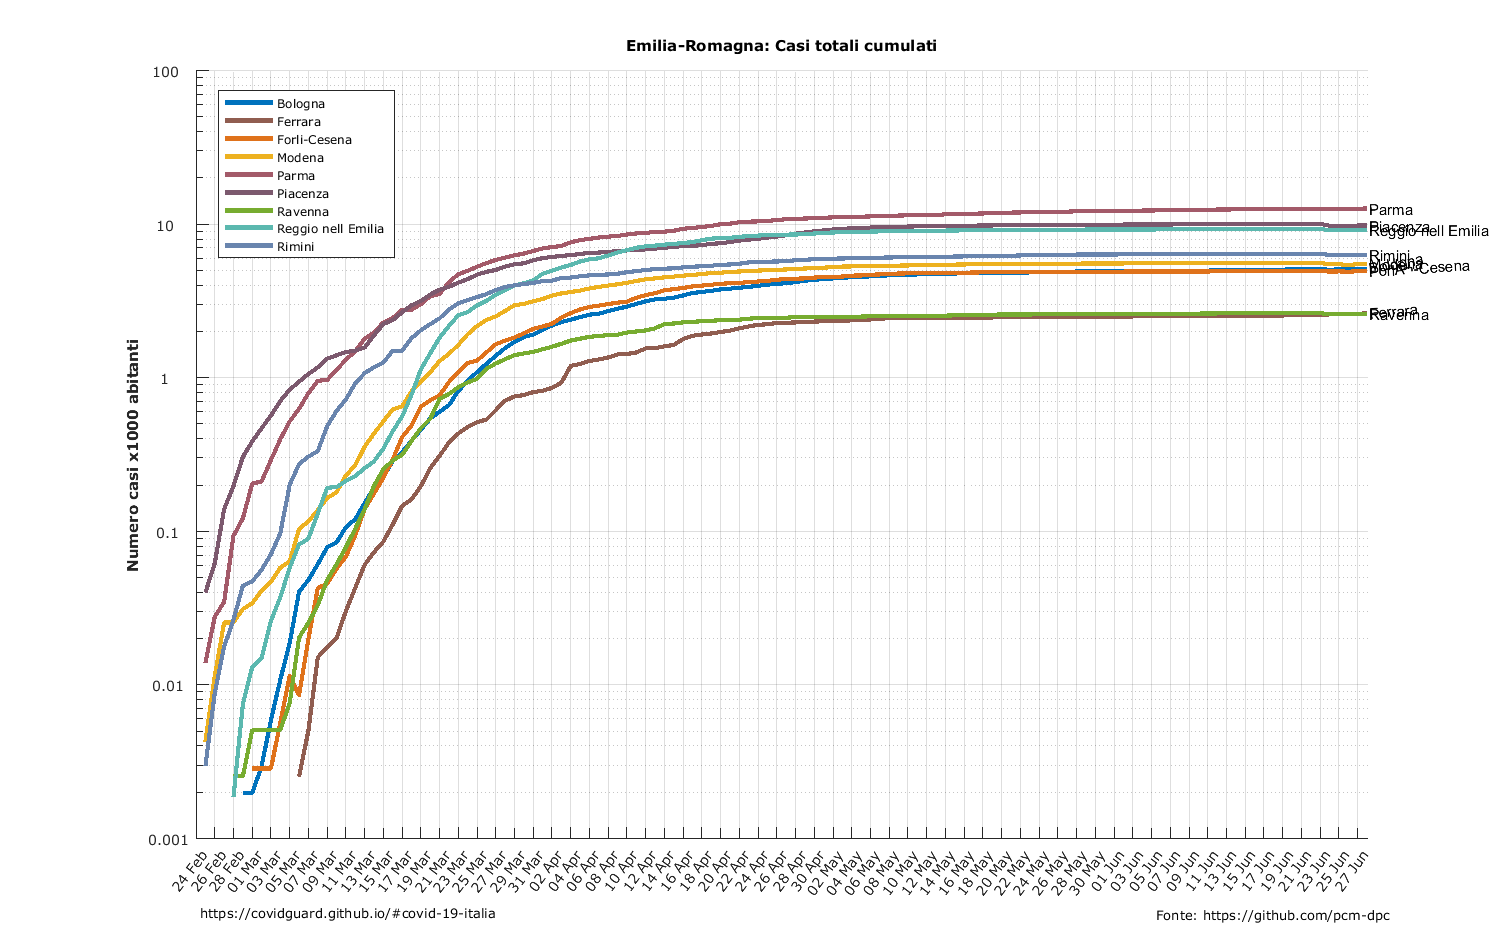 Emilia-Romagna: Casi totali cumulati
100
10
1
0.1
0.01
0.001
Numero casi x1000 abitanti
Bologna
Ferrara
Forlì-Cesena
Modena
Parma
Piacenza
Ravenna
Reggio nell Emilia
Rimini
Parma
Piacenza
Reggio nell Emilia
Rimini
Modena
Ferrara
Ravenna
24 Feb
26 Feb
28 Feb
01 Mar
03 Mar
05 Mar
07 Mar
09 Mar
11 Mar
13 Mar
15 Mar
17 Mar
19 Mar
21 Mar
23 Mar
25 Mar
27 Mar
29 Mar
31 Mar
02 Apr
04 Apr
06 Apr
08 Apr
10 Apr
12 Apr
14 Apr
16 Apr
18 Apr
20 Apr
22 Apr
24 Apr
26 Apr
28 Apr
30 Apr
02 May
04 May
06 May
08 May
10 May
12 May
14 May
16 May
18 May
20 May
22 May
24 May
26 May
28 May
30 May
01 Jun
03 Jun
05 Jun
07 Jun
09 Jun
11 Jun
13 Jun
15 Jun
17 Jun
19 Jun
21 Jun
23 Jun
25 Jun
27 Jun
https://covidguard.github.io/#covid-19-italia
Fonte: https://github.com/pcm-dpc